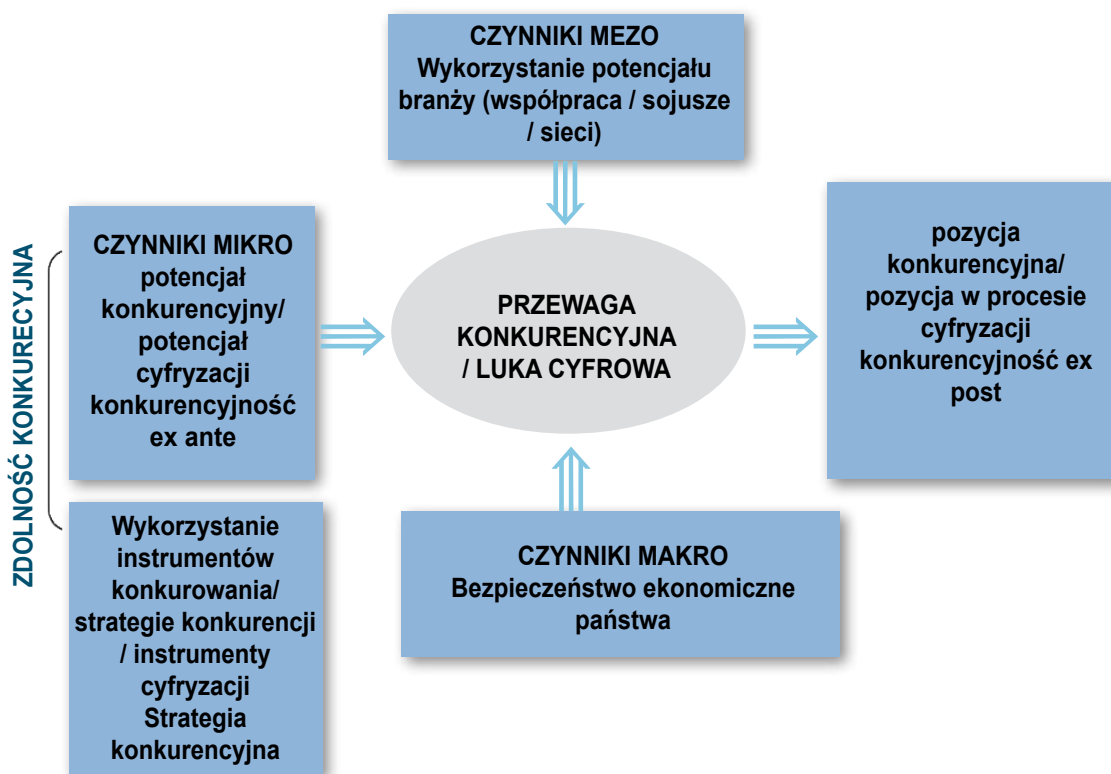 CZYNNIKI MEZO
Wykorzystanie potencjału
branży (współpraca / sojusze
/ sieci)
ZDOLNOŚĆ KONKURECYJNA
CZYNNIKI MIKRO
potencjał
konkurencyjny/
potencjał
cyfryzacji
konkurencyjność
ex ante
PRZEWAGA
KONKURENCYJNA
/ LUKA CYFROWA
pozycja
konkurencyjna/
pozycja w procesie
cyfryzacji
konkurencyjność ex
post
Wykorzystanie
instrumentów
konkurowania/
strategie konkurencji
/ instrumenty
cyfryzacji
Strategia
konkurencyjna
CZYNNIKI MAKRO
Bezpieczeństwo ekonomiczne
państwa